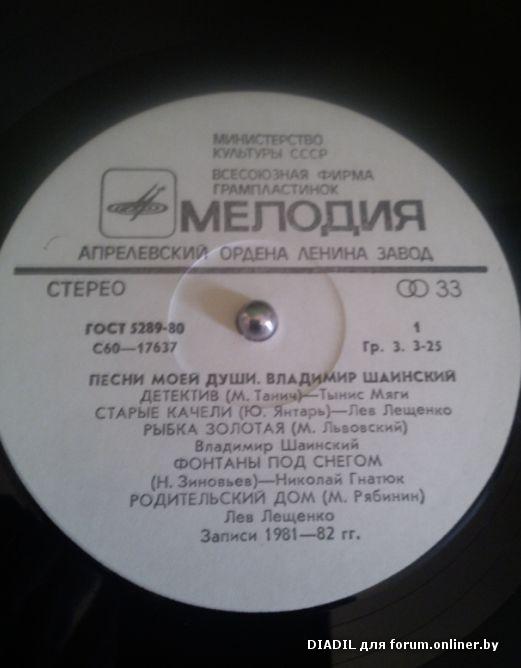 МИНИСТЕРСТВО
КУЛЬТУРЫ СССР
ВСЕСОЮЗНАЯ ФИРМА
ГРАМПЛАСТИНОК
МЕЛОДИЯ
АПРЕЛЕВСКИЙ ОРДЕНА ЛЕНИНА ЗАВОД
СТЕРЕО 33
ГОСТ 5289-80 1
С60—17637 Гр. 3. 3-25
ПЕСНИ МОЕЙ ДУШИ. ВЛАДИМИР ШАИНСКИЙ
ДЕТЕКТИВ (М. Танич)—Тынис Мяги
СТАРЫЕ КАЧЕЛИ (Ю. Янтарь)—Лев Лещенко
РЫБКА ЗОЛОТАЯ (М. Львовский)
Владимир Шаинский
ФОНТАНЫ ПОД СНЕГОМ
(Н. Зиновьев)—Николай Гнатюк
РОДИТЕЛЬСКИЙ ДОМ (М. Рябинин)
Лев Лещенко
Записи 1981—82 гг.
DIADIL для forum.onliner.by